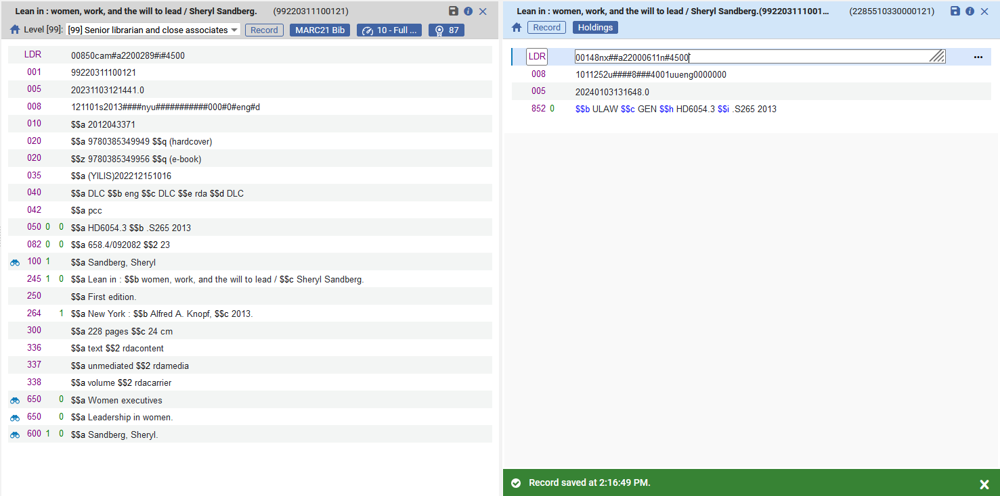 Lean in : women, work, and the will to lead / Sheryl Sandberg. (99220311100121)
Level [99]: [99] Senior librarian and close associates Record MARC21 Bib 10 - Full ... 87
LDR 00850cam#a2200289#i#4500
001 99220311100121
005 20231103121441.0
008 121101s2013####nyu###########000#0#eng#d
010 $$a 2012043371
020 $$a 9780385349949 $$q (hardcover)
020 $$z 9780385349956 $$q (e-book)
035 $$a (YILIS)202212151016
040 $$a DLC $$b eng $$c DLC $$e rda $$d DLC
042 $$a pcc
050 0 0 $$a HD6054.3 $$b .S265 2013
082 0 0 $$a 658.4/092082 $$2 23
100 1 $$a Sandberg, Sheryl
245 1 0 $$a Lean in : $$b women, work, and the will to lead / $$c Sheryl Sandberg.
250 $$a First edition.
264 1 $$a New York : $$b Alfred A. Knopf, $$c 2013.
300 $$a 228 pages $$c 24 cm
336 $$a text $$2 rdacontent
337 $$a unmediated $$2 rdamedia
338 $$a volume $$2 rdacarrier
650 0 $$a Women executives
650 0 $$a Leadership in women.
600 1 0 $$a Sandberg, Sheryl.
Lean in : women, work, and the will to lead / Sheryl Sandberg.(992203111001... (2285510330000121)
Record Holdings
LDR 00148nx##a22000611n#4500
008 1011252u####8###4001uueng0000000
005 20240103131648.0
852 0 $$b ULAW $$c GEN $$h HD6054.3 $$i .S265 2013
Record saved at 2:16:49 PM.